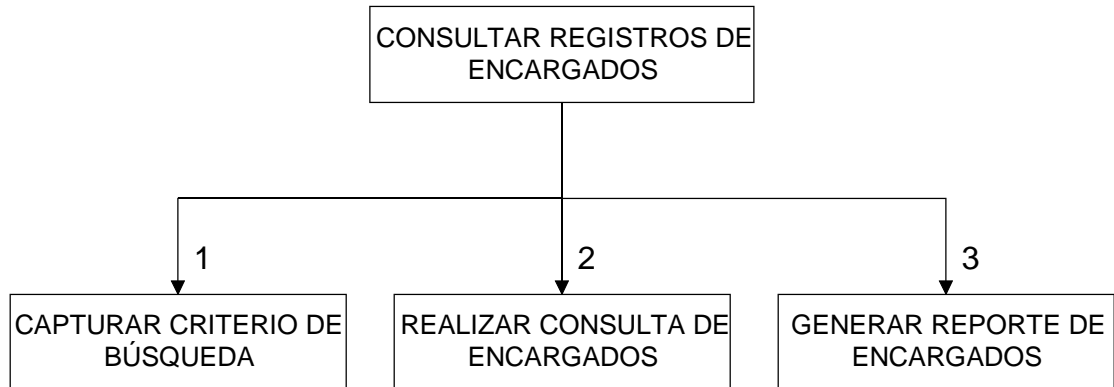 CONSULTAR REGISTROS DE
ENCARGADOS
1
2
3
CAPTURAR CRITERIO DE
BÚSQUEDA
REALIZAR CONSULTA DE
ENCARGADOS
GENERAR REPORTE DE
ENCARGADOS